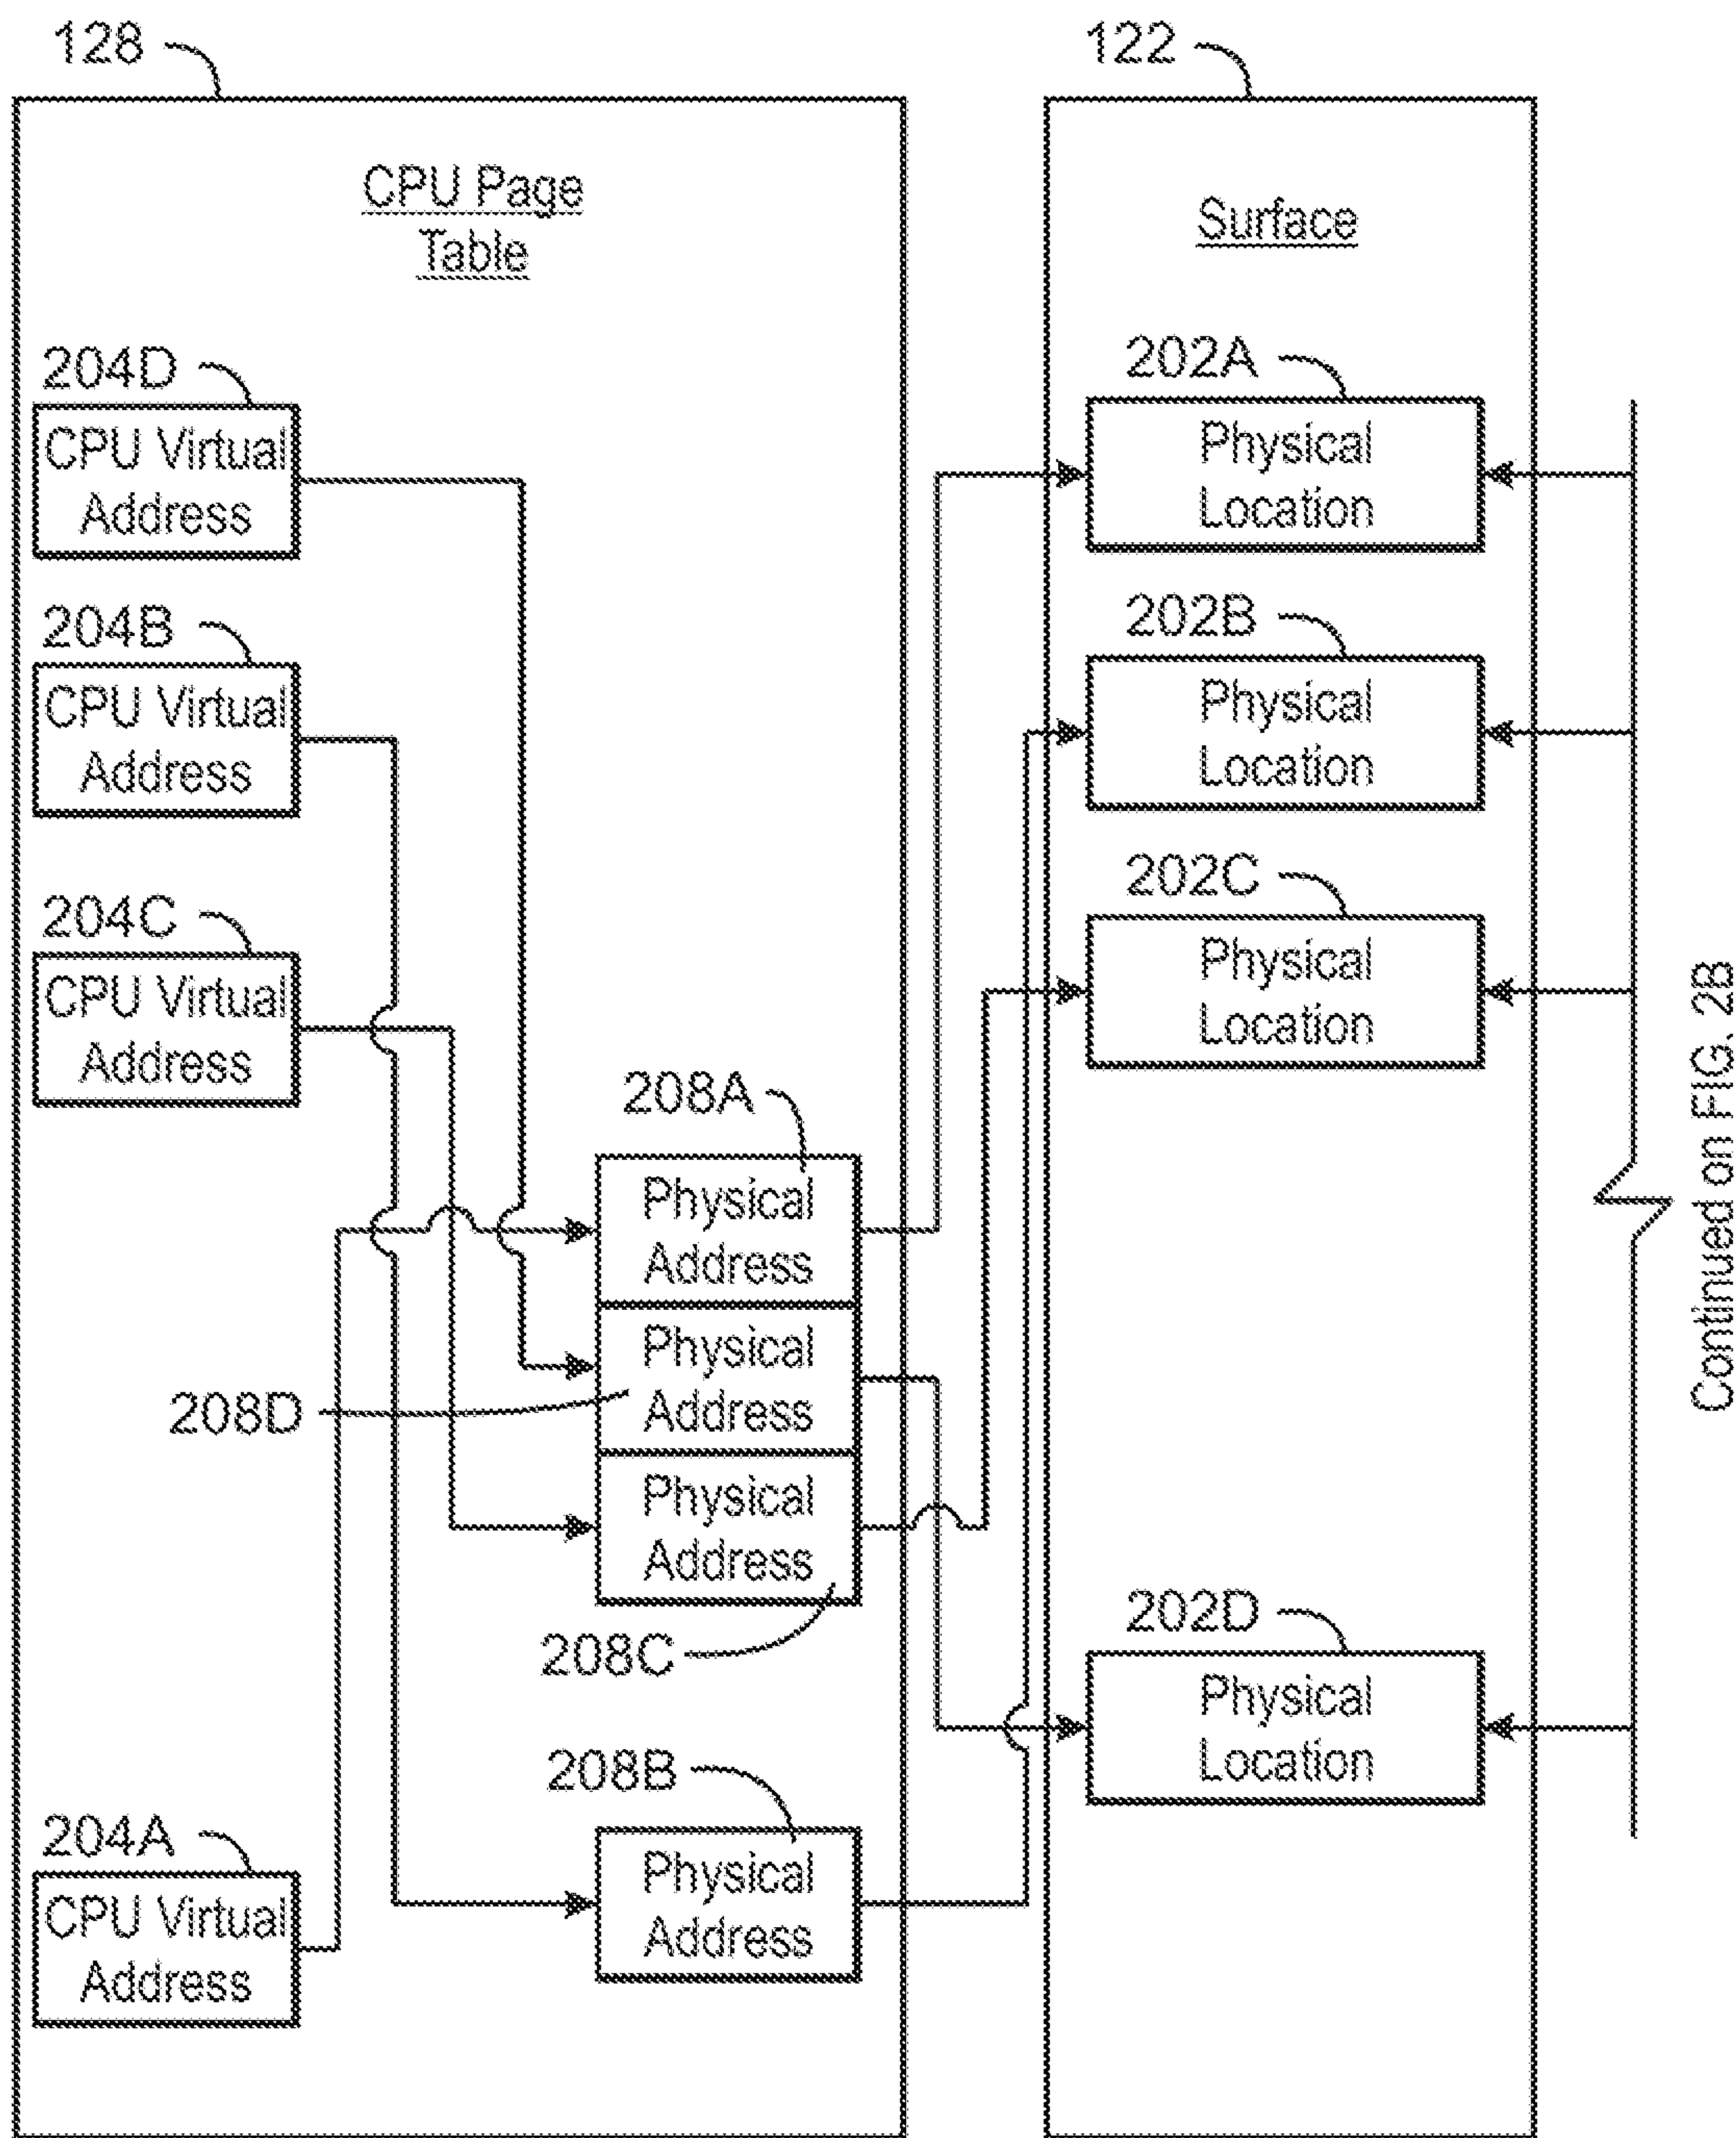 128
122
CPU Page
Table
Surface
204D
CPU Virtual
Address
204B
CPU Virtual
Address
204C
CPU Virtual
Address
208A
Physical
Address
208D
Physical
Address
Physical
Address
208C
208B
Physical
Address
204A
CPU Virtual
Address
202A
Physical
Location
202B
Physical
Location
202C
Physical
Location
202D
Physical
Location
Continued on FIG. 2B